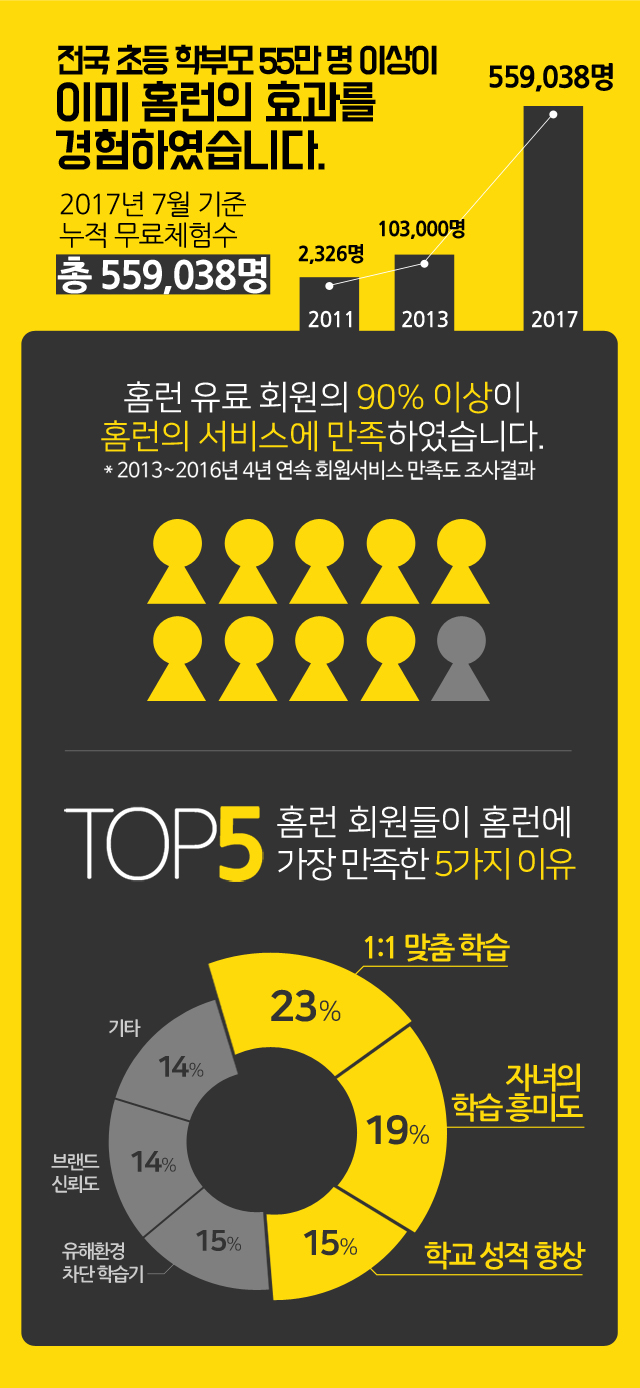 전국 초등 학부모 55만 명 이상이
이미 홈런의 효과를
경험하였습니다.
2017년 7월 기준
누적 무료체험수
총 559,038명
2,326명
103,000명
559,038명
2011
2013
2017
홈런 유료 회원의 90% 이상이
홈런의 서비스에 만족하였습니다.
* 2013~2016년 4년 연속 회원서비스 만족도 조사결과
TOP5
홈런 회원들이 홈런에
가장 만족한 5가지 이유
1:1 맞춤 학습
23%
자녀의
학습 흥미도
19%
학교 성적 향상
15%
유해환경
차단 학습기
15%
브랜드
신뢰도
14%
기타
14%